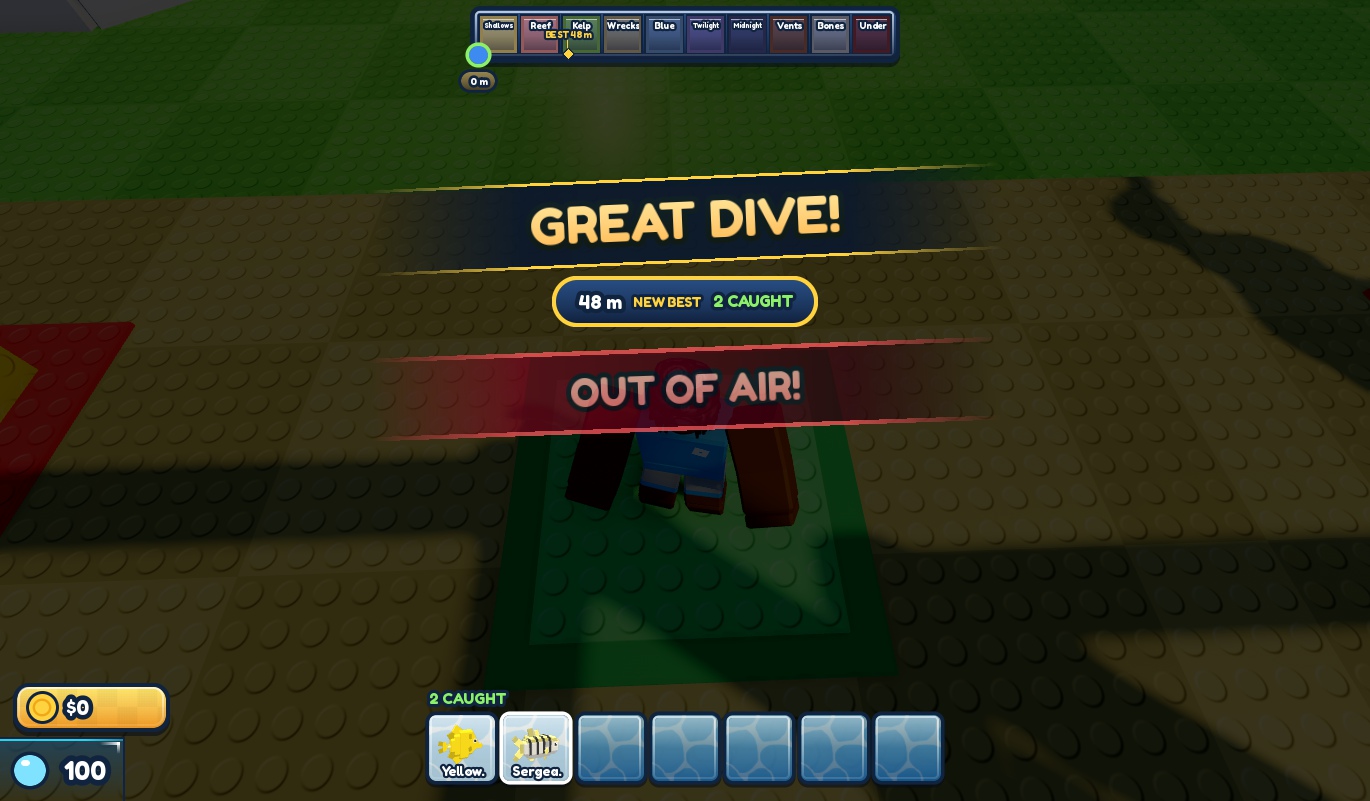 Shallows Reef Kelp Wrecks Blue Twilight Midnight Vents Bones Under
BEST 48 m
0 m
GREAT DIVE!
48 m NEW BEST 2 CAUGHT
OUT OF AIR!
$0
100
2 CAUGHT
Yellow. Sergea.